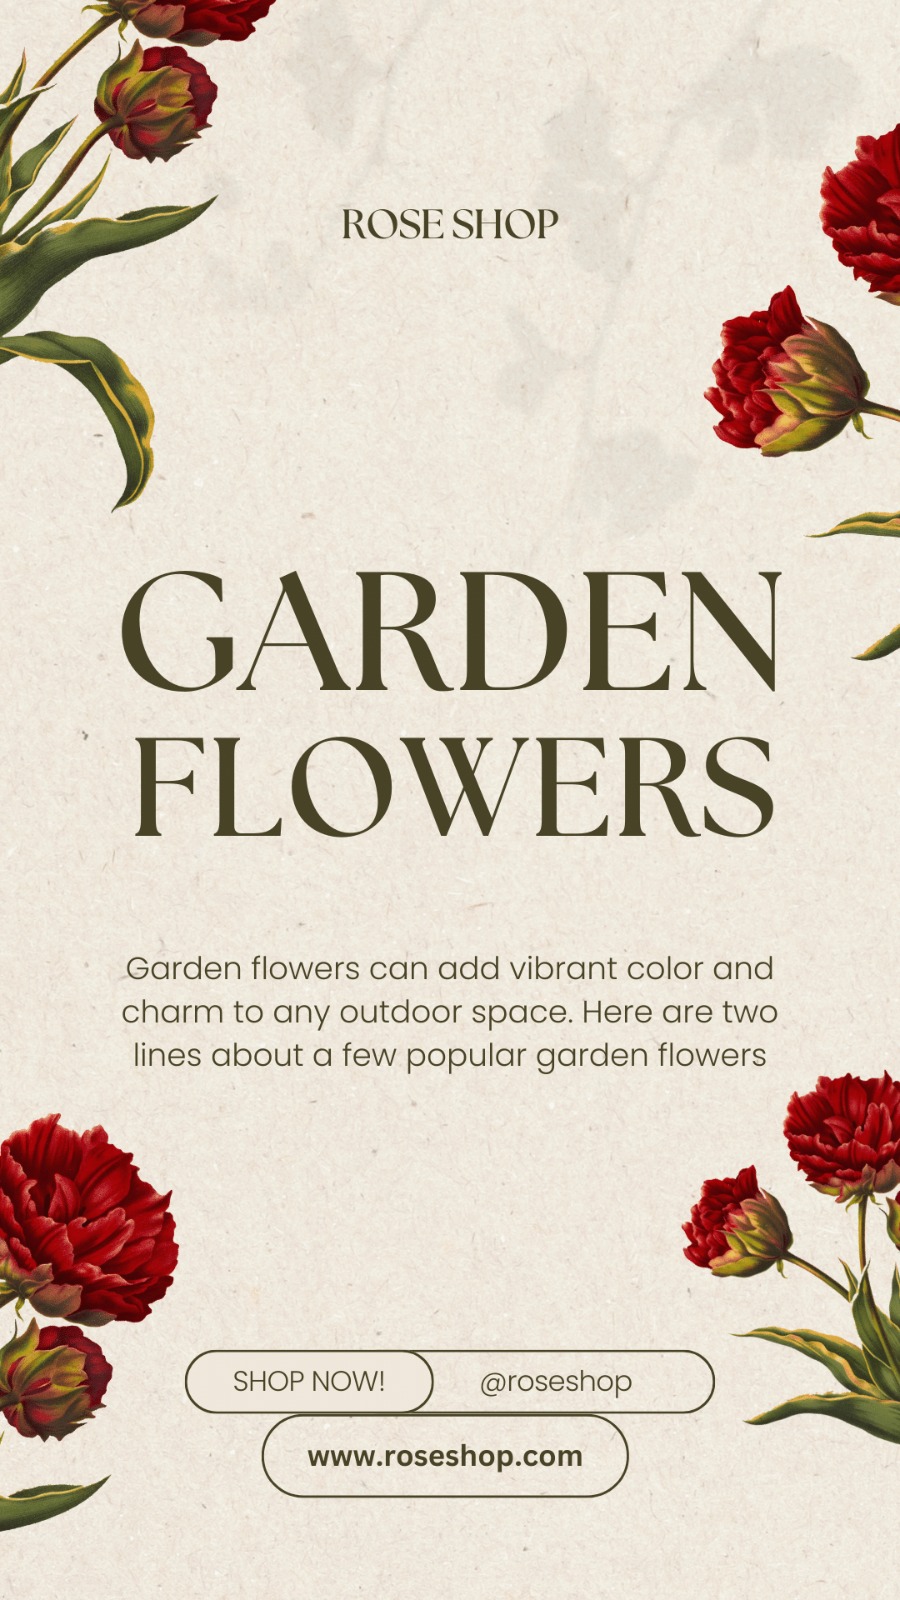 ROSE SHOP
GARDEN
FLOWERS
Garden flowers can add vibrant color and
charm to any outdoor space. Here are two
lines about a few popular garden flowers
SHOP NOW! @roseshop
www.roseshop.com